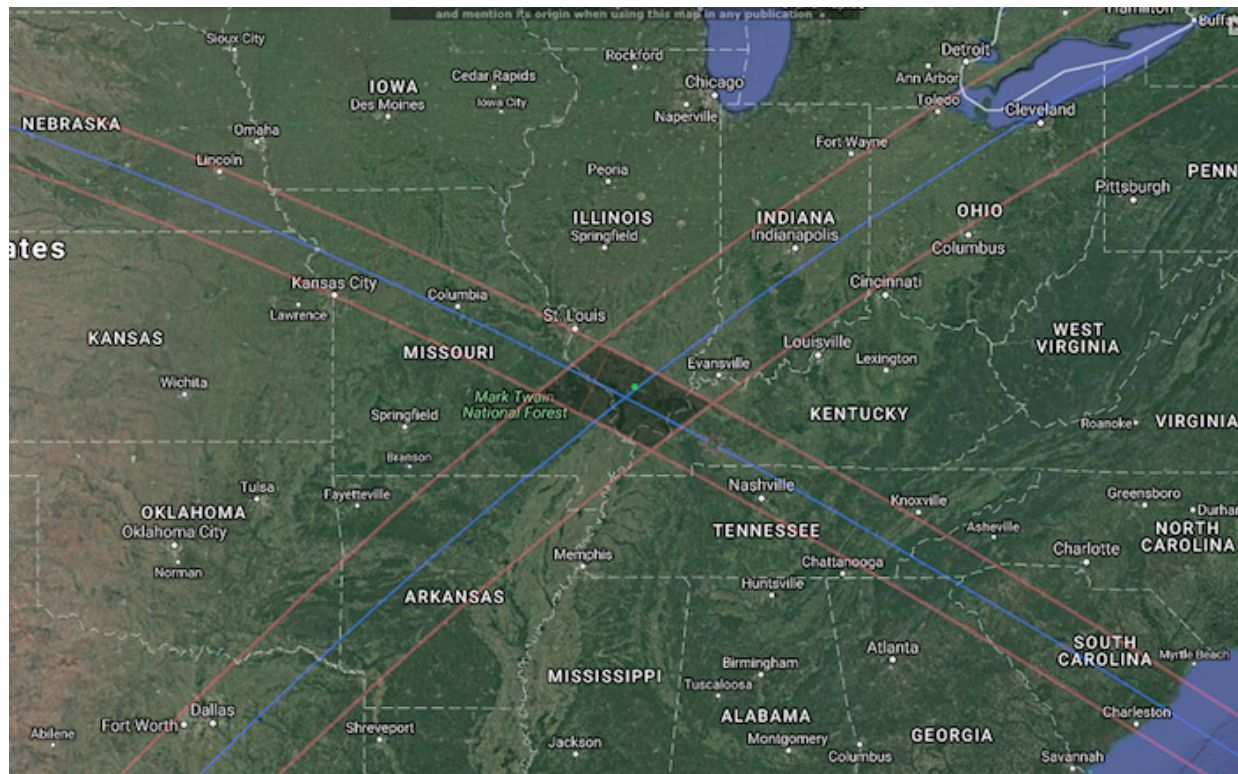 and mention its origin when using this map in any publication
Hamilton
Sioux City
Rockford
Detroit
Buffa
IOWA
Cedar Rapids
Chicago
Ann Arbor
Des Moines
Iowa City
Naperville
Toledo
Cleveland
NEBRASKA
Omaha
Fort Wayne
Lincoln
Peoria
PENN
Pittsburgh
ILLINOIS
INDIANA
OHIO
Springfield
Indianapolis
Columbus
ates
Kansas City
Columbia
Cincinnati
Lawrence
St. Louis
KANSAS
MISSOURI
Louisville
WEST
VIRGINIA
Evansville
Lexington
Wichita
Mark Twain
National Forest
Springfield
KENTUCKY
Roanoke
VIRGINIA
Branson
Tulsa
Fayetteville
Nashville
Knoxville
Greensboro
Durhar
OKLAHOMA
Oklahoma City
TENNESSEE
Asheville
NORTH
CAROLINA
Norman
Memphis
Chattanooga
Charlotte
Huntsville
ARKANSAS
Atlanta
SOUTH
CAROLINA
Myrtle Beach
MISSISSIPPI
Birmingham
Tuscaloosa
Abilene
Fort Worth
Dallas
Shreveport
ALABAMA
Charleston
Jackson
Montgomery
Columbus
GEORGIA
Savannah